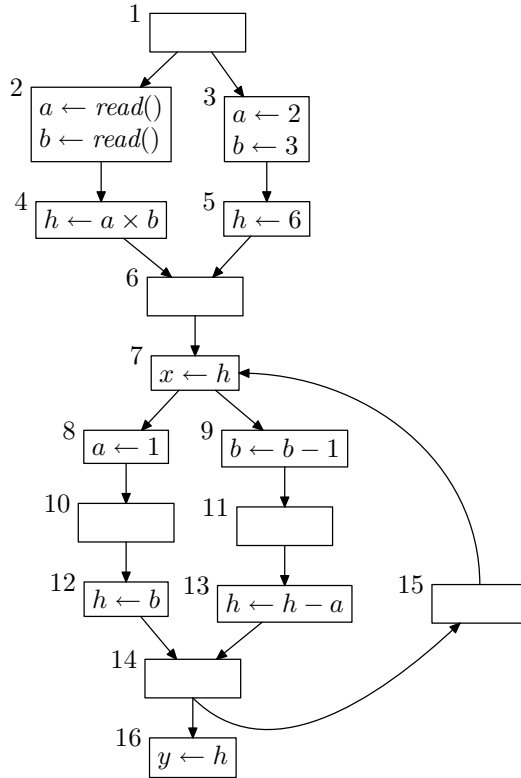 1
2
a ← read()
b ← read()
3
a ← 2
b ← 3
4
h ← a × b
5
h ← 6
6
7
x ← h
8
a ← 1
9
b ← b − 1
10
11
12
h ← b
13
h ← h − a
15
14
16
y ← h